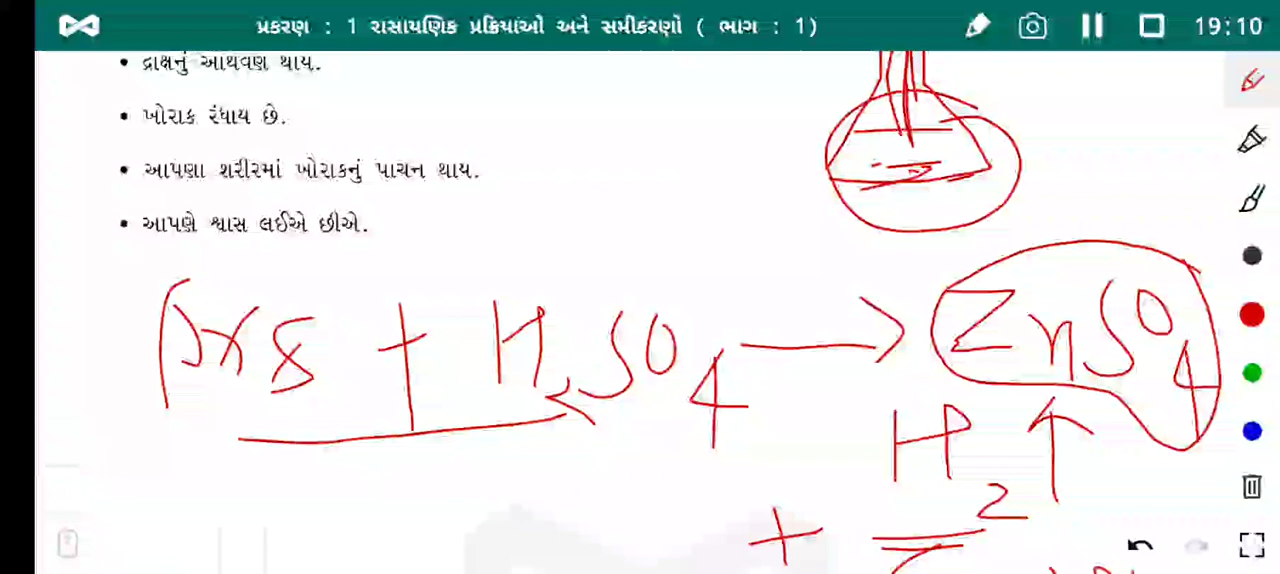 પ્રકરણ : 1 રાસાયણિક પ્રક્રિયાઓ અને સમીકરણો ( ભાગ : 1)
19:10
• દ્રાક્ષનું આથવણ થાય.
• ખોરાક રંધાય છે.
• આપણા શરીરમાં ખોરાકનું પાચન થાય.
• આપણે શ્વાસ લઈએ છીએ.
+ H2SO4 → ZnSO4
+ H2 ↑